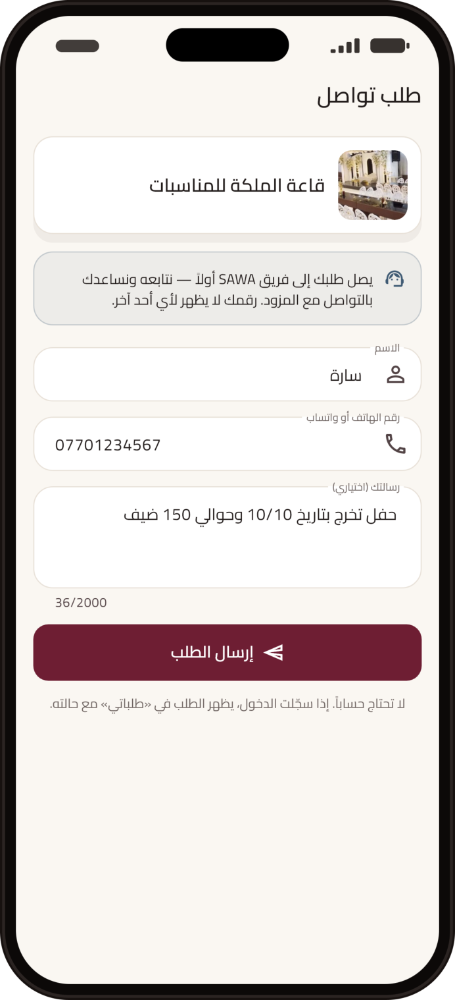 طلب تواصل
قاعة الملكة للمناسبات
يصل طلبك إلى فريق SAWA أولاً — نتابعه ونساعدك
بالتواصل مع المزود. رقمك لا يظهر لأي أحد آخر.
الاسم
سارة
رقم الهاتف أو واتساب
07701234567
رسالتك (اختياري)
حفل تخرج بتاريخ 10/10 وحوالي 150 ضيف
36/2000
إرسال الطلب
لا تحتاج حساباً. إذا سجّلت الدخول، يظهر الطلب في «طلباتي» مع حالته.